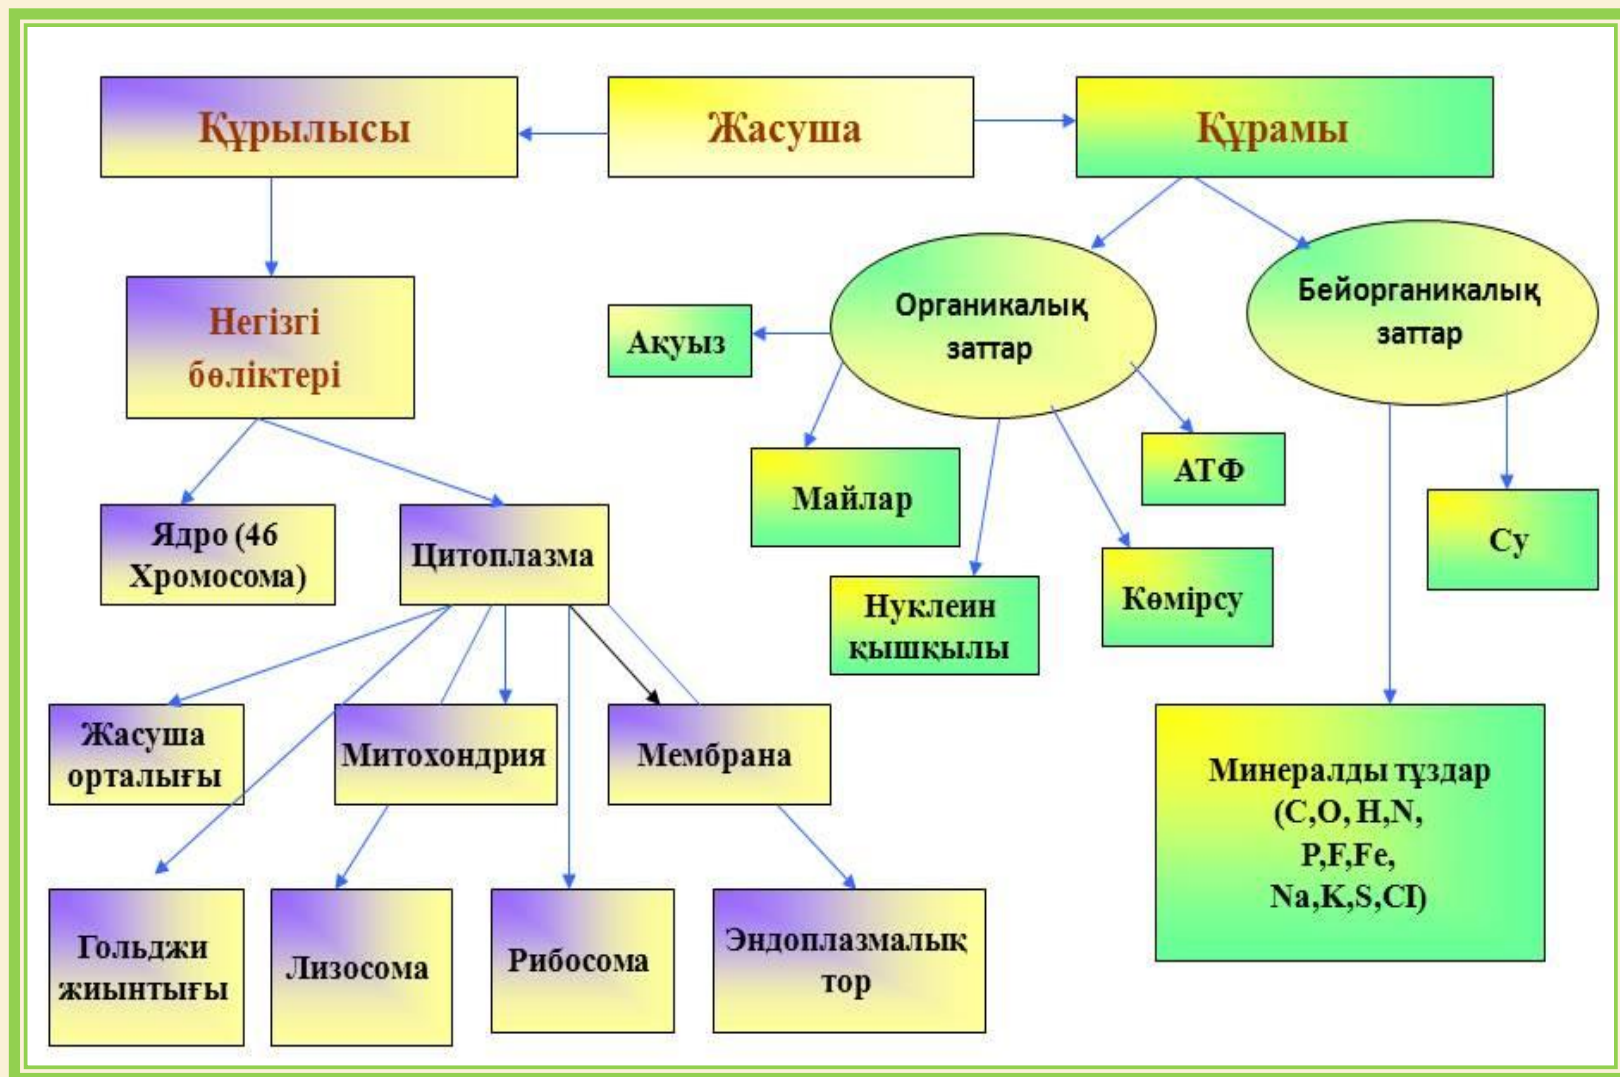 Құрылысы
Жасуша
Құрамы
Негізгі
бөліктері
Органикалық
заттар
Бейорганикалық
заттар
Ақуыз
Майлар
АТФ
Су
Ядро (46
Хромосома)
Цитоплазма
Нуклеин
қышқылы
Көмірсу
Жасуша
орталығы
Митохондрия
Мембрана
Минералды тұздар
(C,O, H,N,
P,F,Fe,
Na,K,S,CI)
Гольджи
жиынтығы
Лизосома
Рибосома
Эндоплазмалық
тор